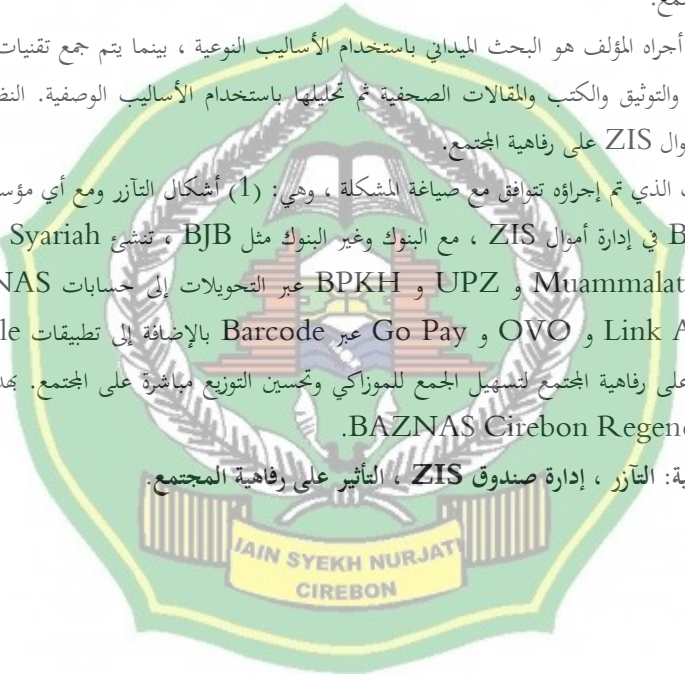 تمع.
أجراه المؤلف هو البحث الميداني باستخدام الأساليب النوعية ، بينما يتم جمع تقنيات
والتوثيق والكتب والمقالات الصحفية ثم تحليلها باستخدام الأساليب الوصفية. النظ
وال ZIS على رفاهية المجتمع.
ث الذي تم إجراؤه تتوافق مع صياغة المشكلة ، وهي: (1) أشكال التآزر ومع أي مؤسس
B في إدارة أموال ZIS ، مع البنوك وغير البنوك مثل BJB ، تنشئ Syariah
Muammalat و UPZ و BPKH عبر التحويلات إلى حسابات NAS
Link A و OVO و Go Pay عبر Barcode بالإضافة إلى تطبيقات le
على رفاهية المجتمع لتسهيل الجمع للموزاكي وتحسين التوزيع مباشرة على المجتمع. بهد
BAZNAS Cirebon Regen.
ية: التآزر ، إدارة صندوق ZIS ، التأثير على رفاهية المجتمع.
IAIN SYEKH NURJATI
CIREBON